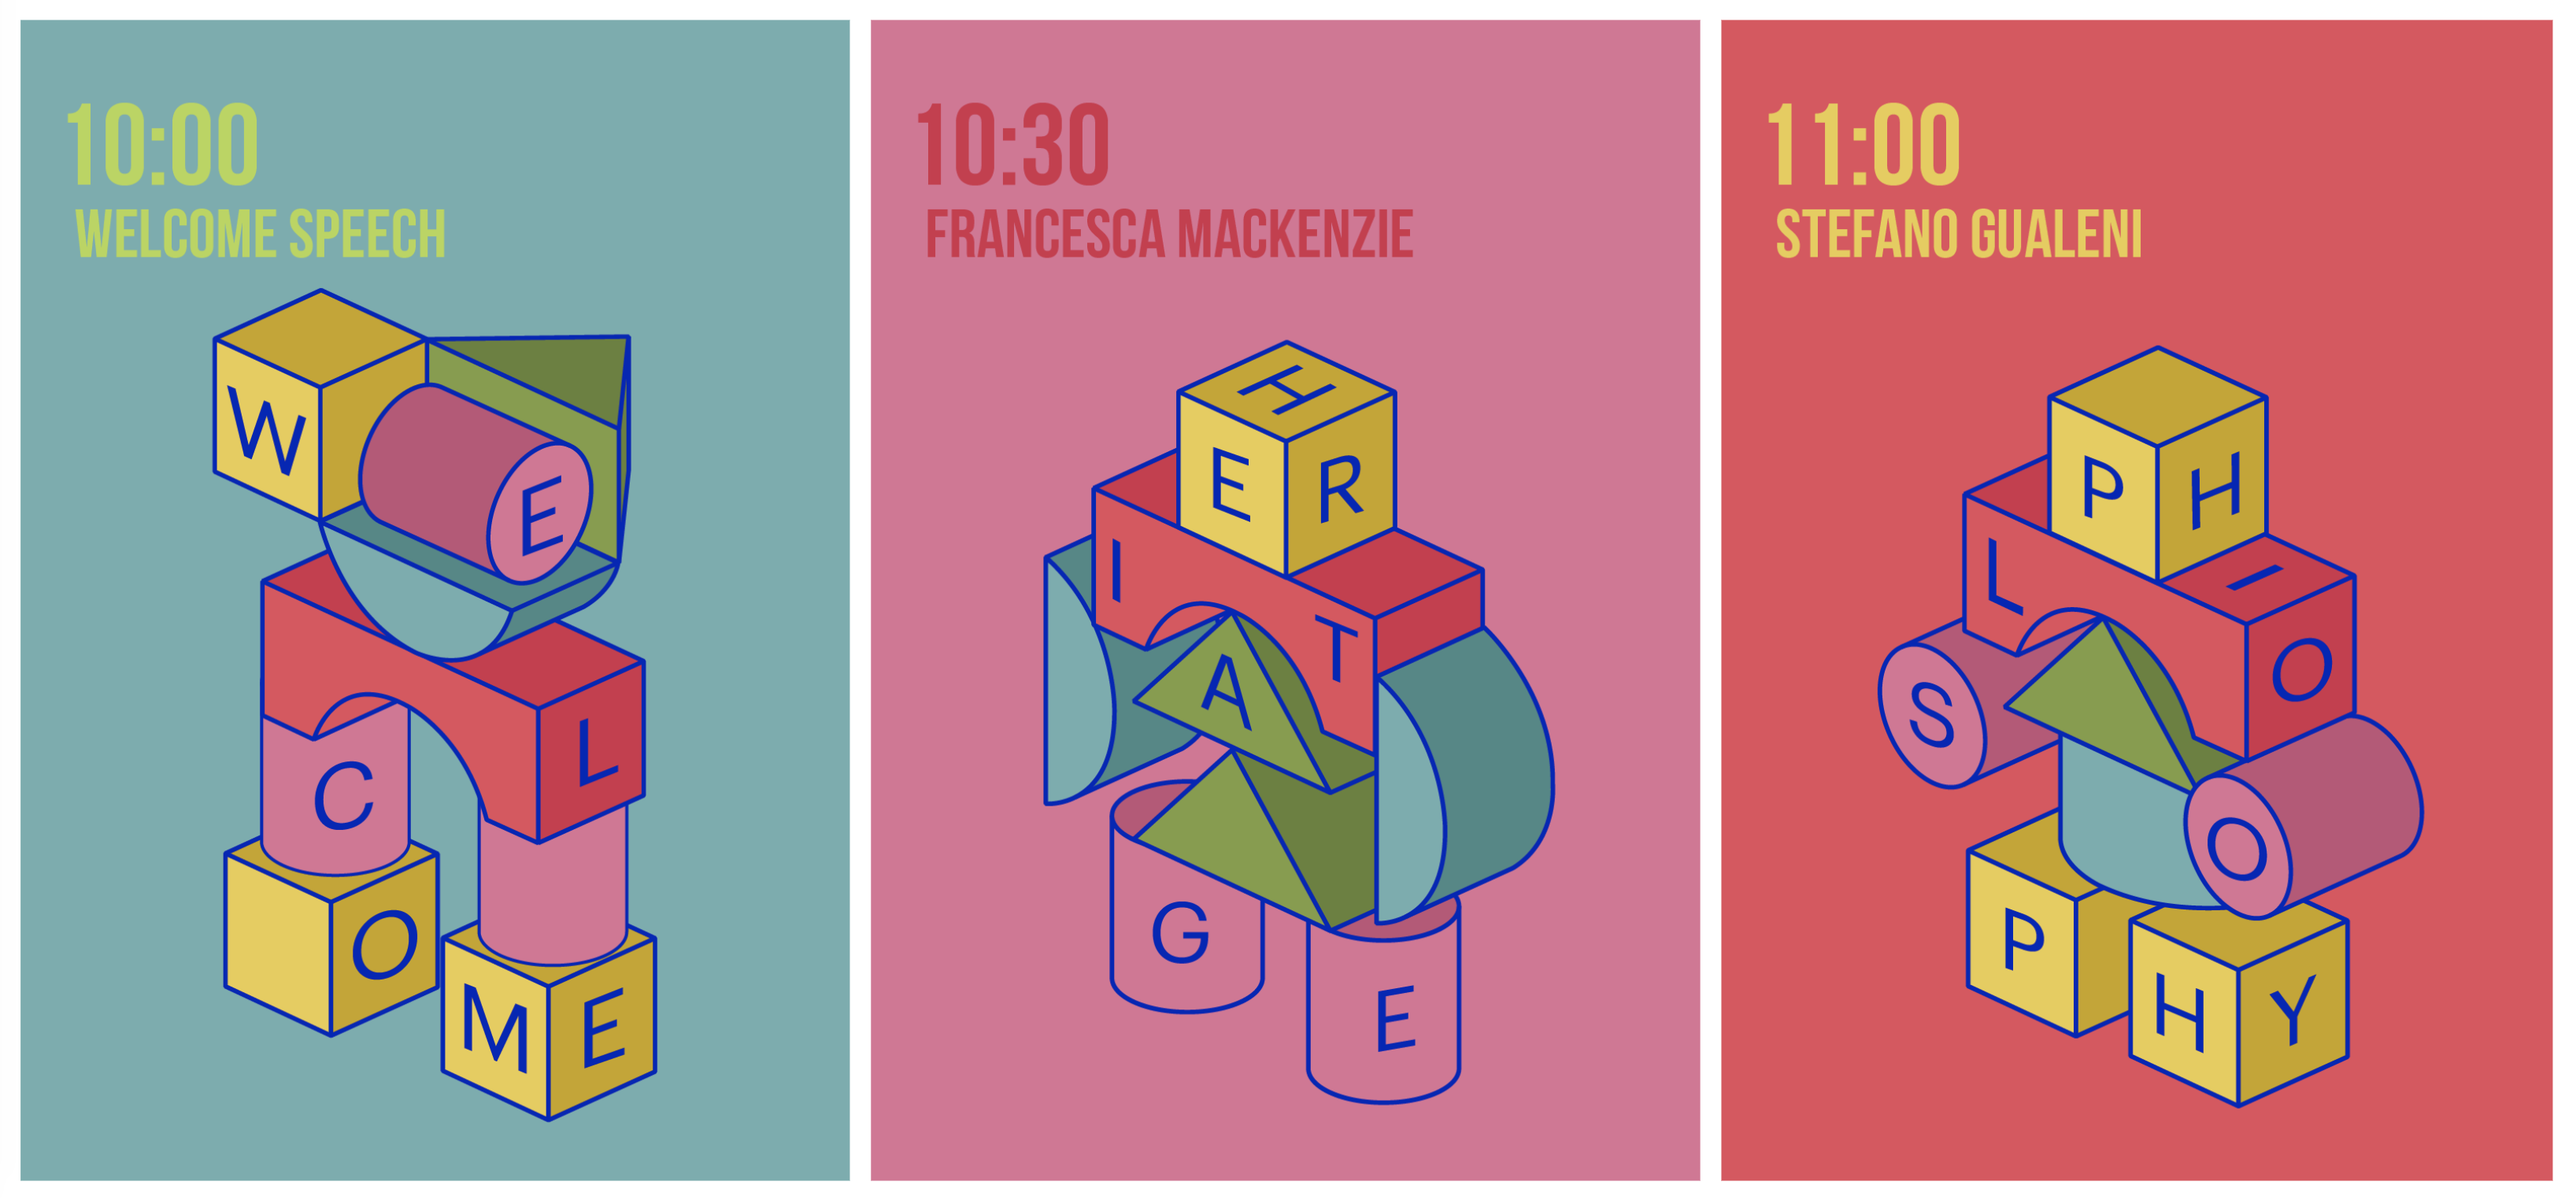 10:00
WELCOME SPEECH
W
E
L
C
O
M E
10:30
FRANCESCA MACKENZIE
H
E R
I T
A
G
E
11:00
STEFANO GUALENI
P H
L I
O
S
O
P
H Y